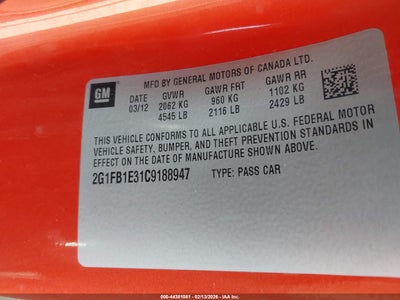 GM
MFD BY GENERAL MOTORS OF CANADA LTD.
DATE GVWR GAWR FRT GAWR RR
03/12 2062 KG 960 KG 1102 KG
4545 LB 2116 LB 2429 LB
THIS VEHICLE CONFORMS TO ALL APPLICABLE U.S. FEDERAL MOTOR
VEHICLE SAFETY, BUMPER, AND THEFT PREVENTION STANDARDS
IN EFFECT ON THE DATE OF MANUFACTURE SHOWN ABOVE.
2G1FB1E31C9188947 TYPE: PASS CAR
000-44381081 - 02/13/2026 - IAA Holdings, LLC